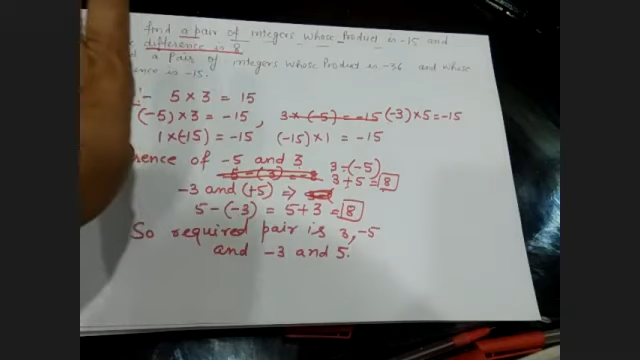 find a pair of integers whose product is -15 and
difference is 8
a pair of integers whose product is -36 and whose
ence is -15.
5 × 3 = 15
(-5) × 3 = -15, 3 × (-5) = -15 (-3) × 5 = -15
1 × (-15) = -15 (-15) × 1 = -15
erence of -5 and 3 3 - (-5)
3 + 5 = 8
-3 and (+5) ⇒
5 - (-3) = 5 + 3 = 8
So required pair is 3, -5
and -3 and 5.